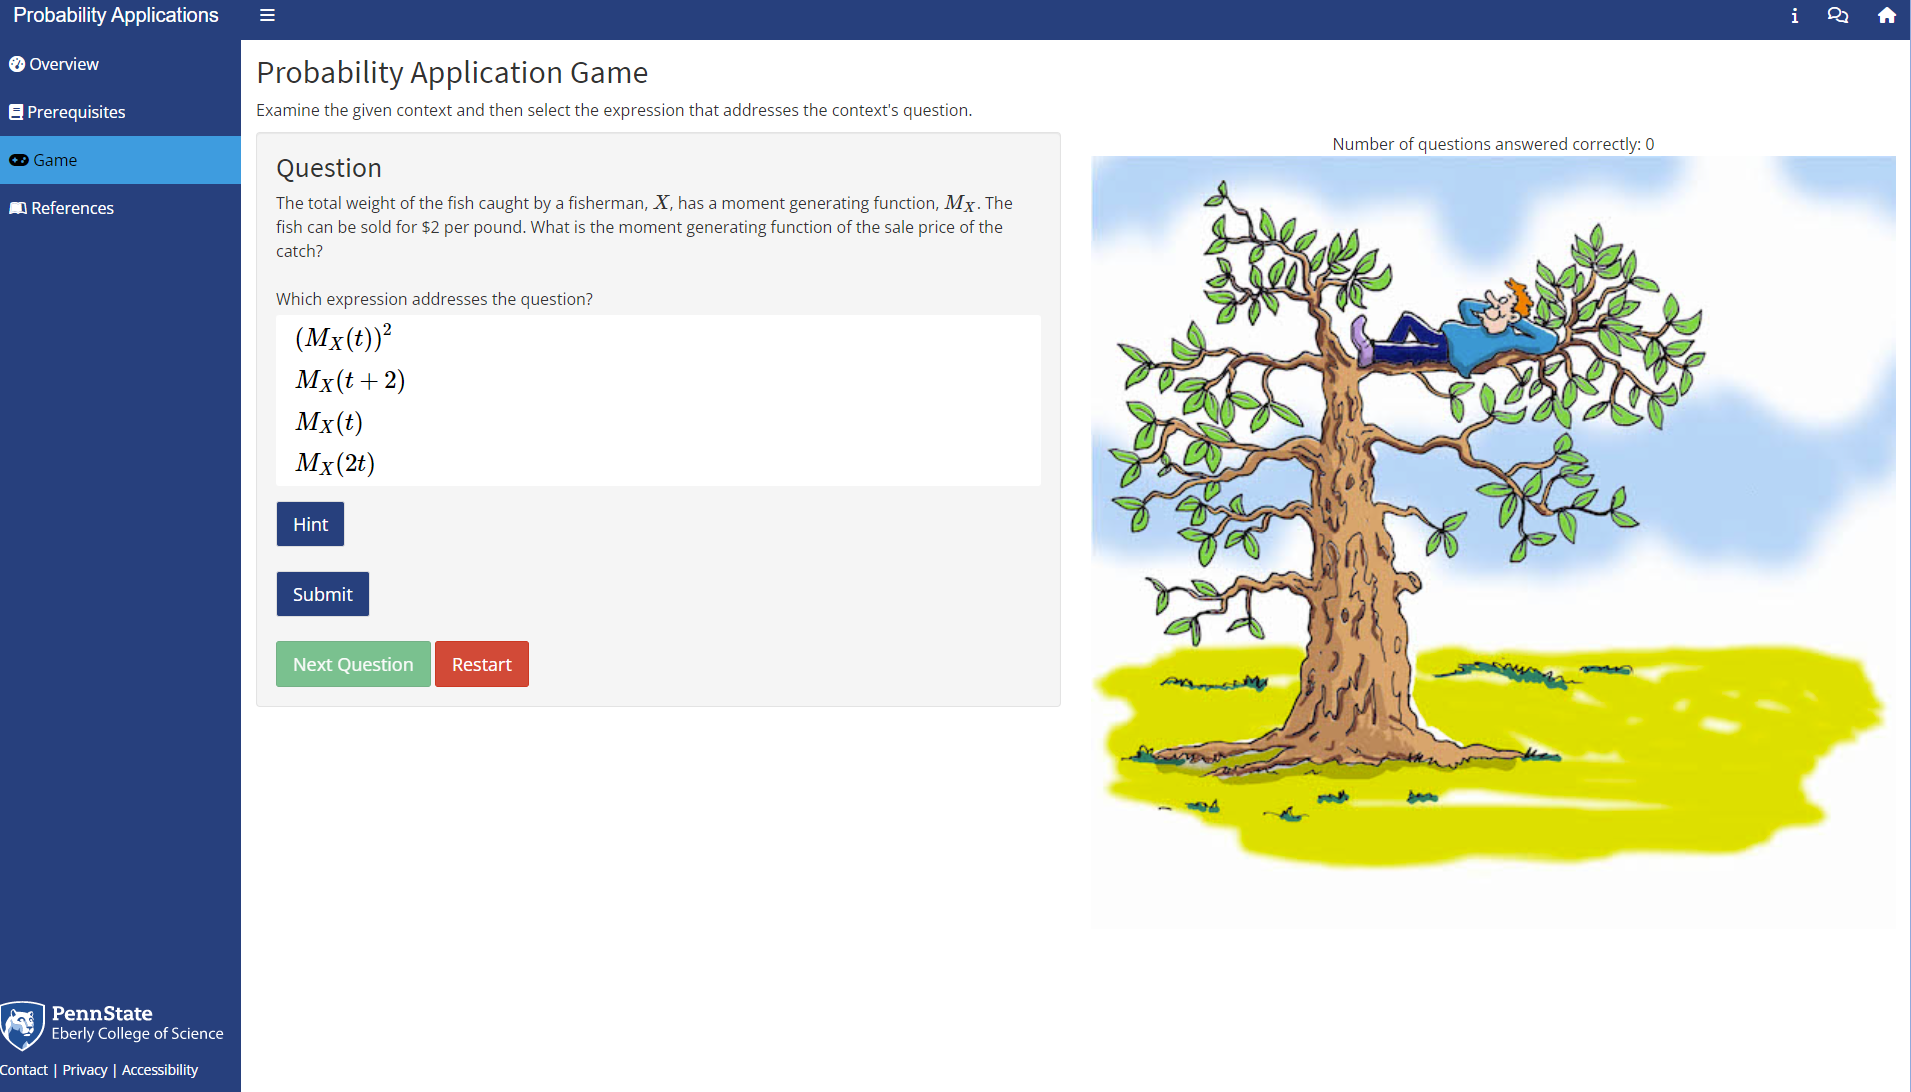 Probability Applications
Overview
Prerequisites
Game
References
Probability Application Game
Examine the given context and then select the expression that addresses the context's question.
Question
The total weight of the fish caught by a fisherman, X, has a moment generating function, M_X. The
fish can be sold for $2 per pound. What is the moment generating function of the sale price of the
catch?
Which expression addresses the question?
(M_X(t))²
M_X(t + 2)
M_X(t)
M_X(2t)
Hint
Submit
Next Question Restart
Number of questions answered correctly: 0
PennState
Eberly College of Science
Contact | Privacy | Accessibility